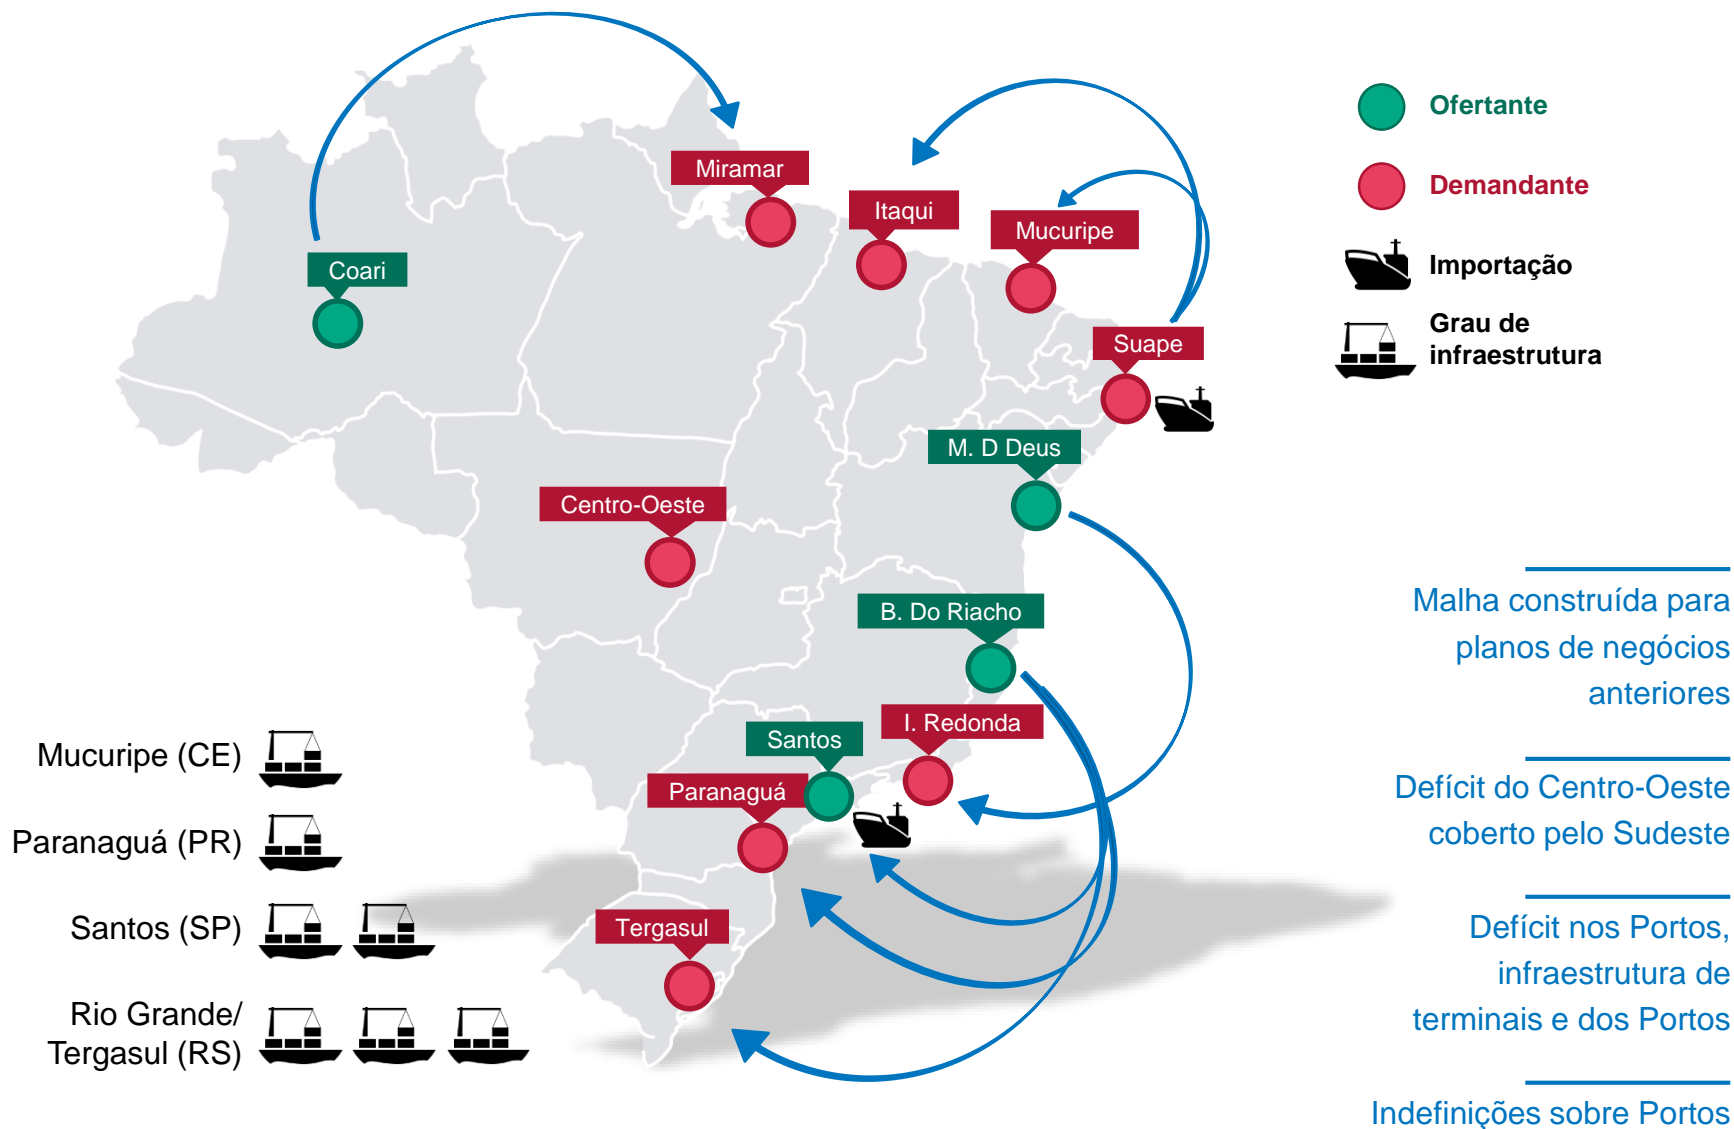 Ofertante
Demandante
Importação
Grau de
infraestrutura
Miramar
Itaqui
Mucuripe
Coari
Suape
M. D Deus
Centro-Oeste
B. Do Riacho
I. Redonda
Santos
Paranaguá
Tergasul
Mucuripe (CE)
Paranaguá (PR)
Santos (SP)
Rio Grande/
Tergasul (RS)
Malha construída para
planos de negócios
anteriores
Defícit do Centro-Oeste
coberto pelo Sudeste
Defícit nos Portos,
infraestrutura de
terminais e dos Portos
Indefinições sobre Portos